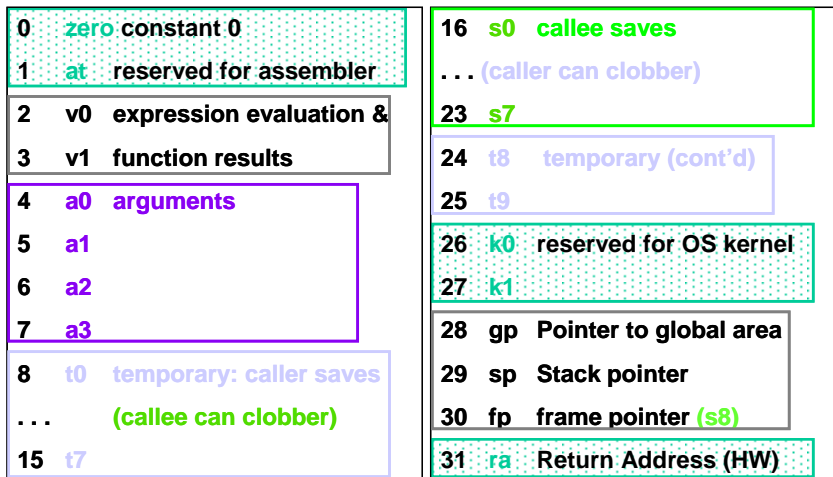 0 zero constant 0
1 at reserved for assembler
2 v0 expression evaluation &
3 v1 function results
4 a0 arguments
5 a1
6 a2
7 a3
8 t0 temporary: caller saves
. . . (callee can clobber)
15 t7
16 s0 callee saves
. . . (caller can clobber)
23 s7
24 t8 temporary (cont'd)
25 t9
26 k0 reserved for OS kernel
27 k1
28 gp Pointer to global area
29 sp Stack pointer
30 fp frame pointer (s8)
31 ra Return Address (HW)